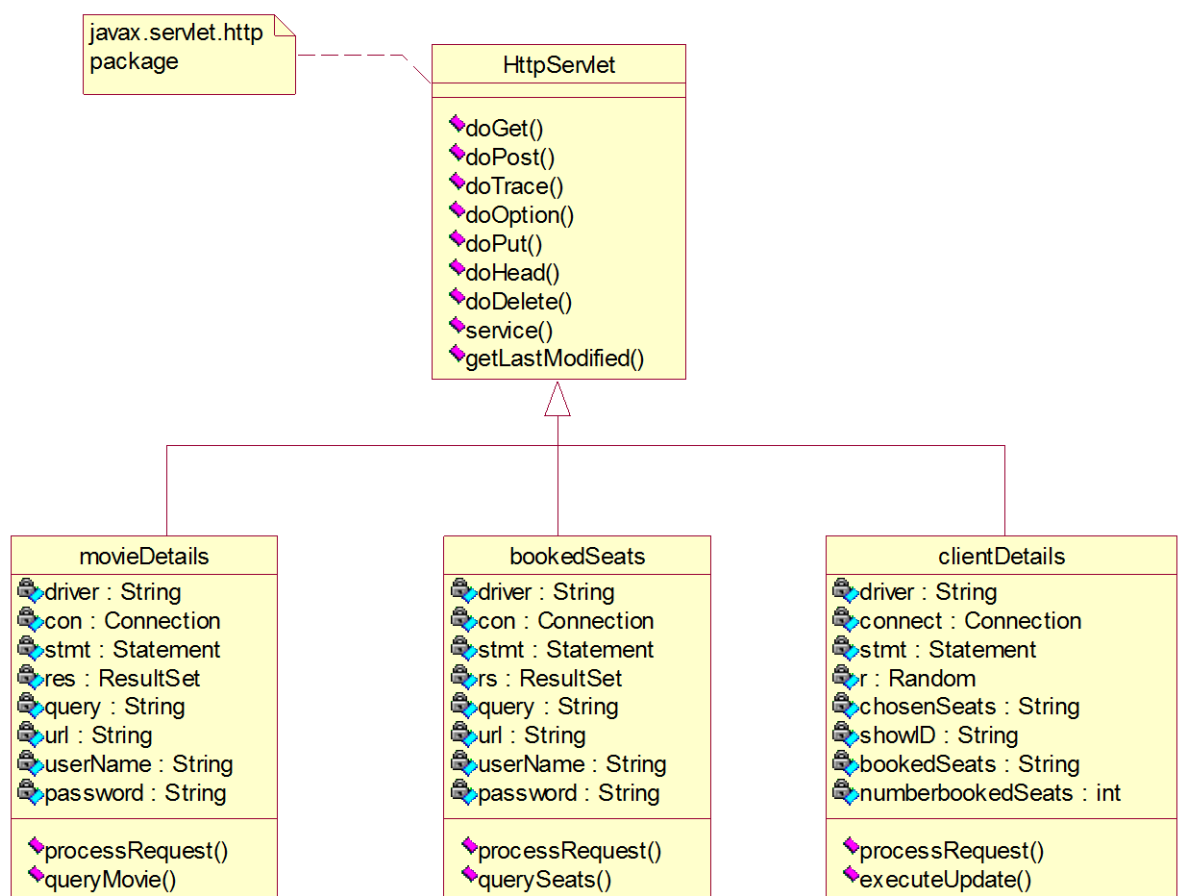 javax.servlet.http
package
HttpServlet
doGet()
doPost()
doTrace()
doOption()
doPut()
doHead()
doDelete()
service()
getLastModified()
movieDetails
driver : String
con : Connection
stmt : Statement
res : ResultSet
query : String
url : String
userName : String
password : String
processRequest()
queryMovie()
bookedSeats
driver : String
con : Connection
stmt : Statement
rs : ResultSet
query : String
url : String
userName : String
password : String
processRequest()
querySeats()
clientDetails
driver : String
connect : Connection
stmt : Statement
r : Random
chosenSeats : String
showID : String
bookedSeats : String
numberbookedSeats : int
processRequest()
executeUpdate()